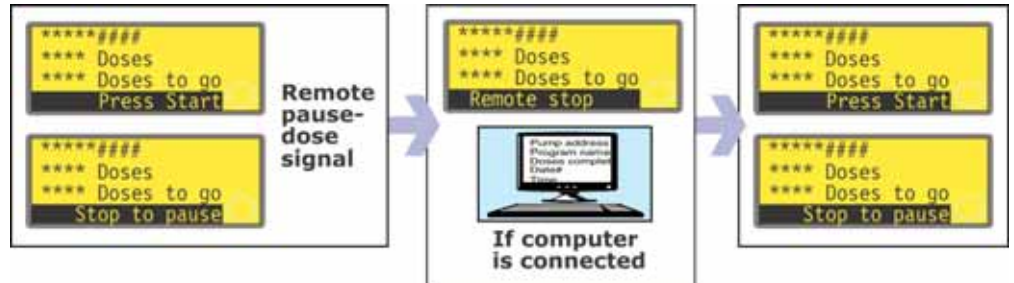 *****####
**** Doses
**** Doses to go
Press Start
*****####
**** Doses
**** Doses to go
Stop to pause
Remote
pause-
dose
signal
*****####
**** Doses
**** Doses to go
Remote stop
Pump address
Program name
Doses complet
Date#
Time
If computer
is connected
*****####
**** Doses
**** Doses to go
Press Start
*****####
**** Doses
**** Doses to go
Stop to pause